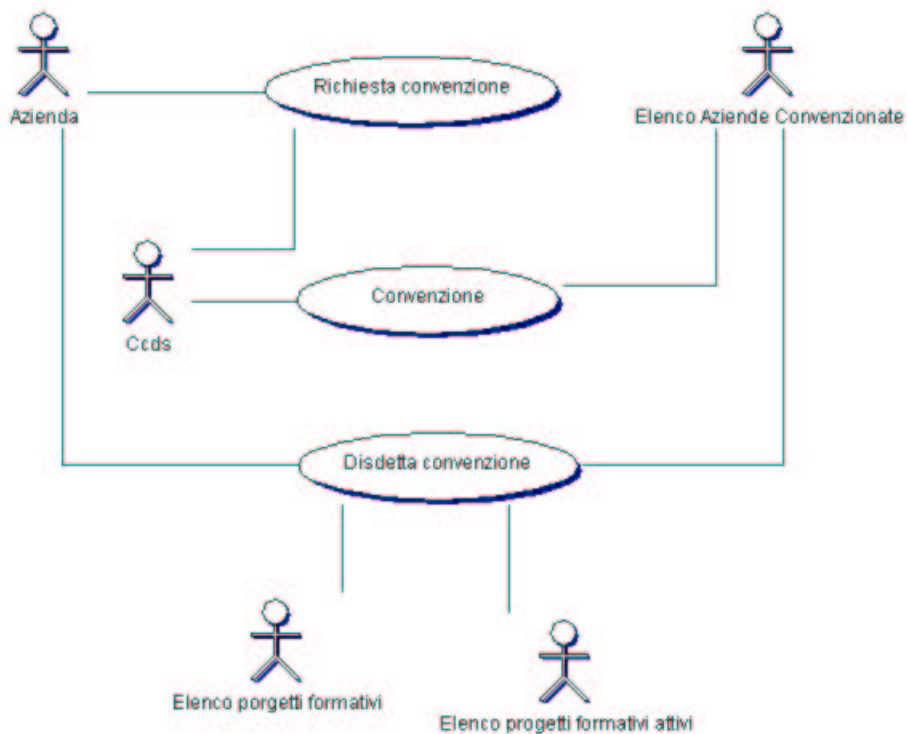 Richiesta convenzione
Azienda
Elenco Aziende Convenzionate
Convenzione
Ccds
Disdetta convenzione
Elenco porgetti formativi
Elenco progetti formativi attivi